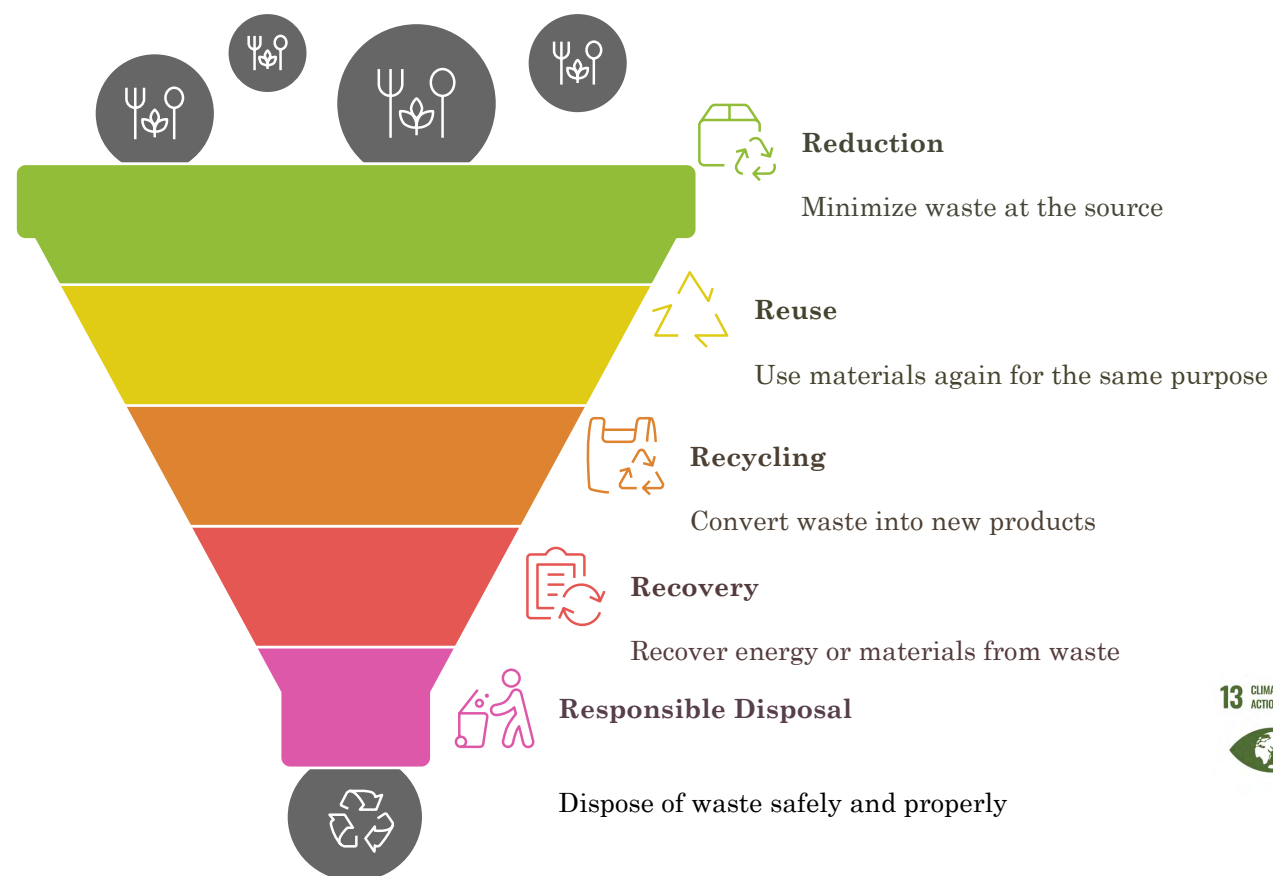 Reduction
Minimize waste at the source
Reuse
Use materials again for the same purpose
Recycling
Convert waste into new products
Recovery
Recover energy or materials from waste
Responsible Disposal
13
Dispose of waste safely and properly